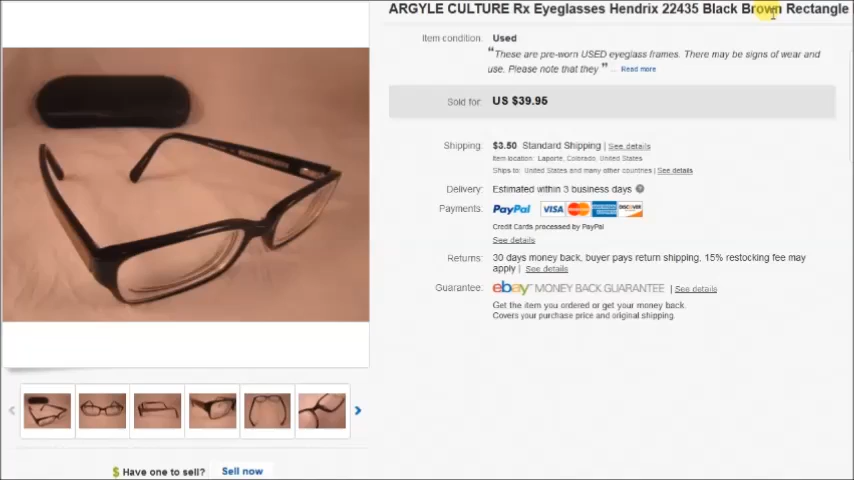 ARGYLE CULTURE Rx Eyeglasses Hendrix 22435 Black Brown Rectangle
Item condition: Used
"These are pre-worn USED eyeglass frames. There may be signs of wear and
use. Please note that they " ... Read more
Sold for: US $39.95
Shipping: $3.50 Standard Shipping | See details
Item location: Laporte, Colorado, United States
Ships to: United States and many other countries | See details
Delivery: Estimated within 3 business days ?
Payments: PayPal VISA MasterCard AMERICAN EXPRESS DISCOVER
Credit Cards processed by PayPal
See details
Returns: 30 days money back, buyer pays return shipping, 15% restocking fee may
apply | See details
Guarantee: ebay MONEY BACK GUARANTEE | See details
Get the item you ordered or get your money back.
Covers your purchase price and original shipping.
$ Have one to sell? Sell now